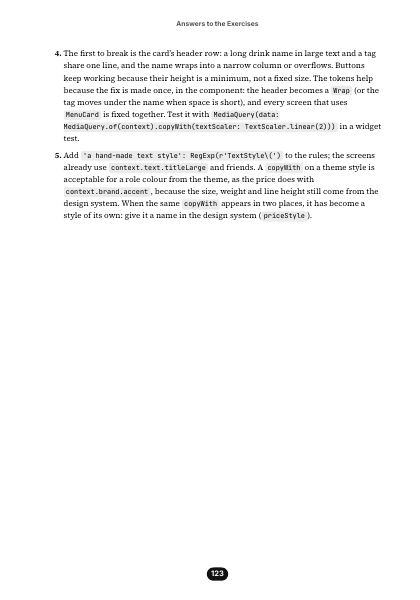 Answers to the Exercises
4. The first to break is the card's header row: a long drink name in large text and a tag
share one line, and the name wraps into a narrow column or overflows. Buttons
keep working because their height is a minimum, not a fixed size. The tokens help
because the fix is made once, in the component: the header becomes a Wrap (or the
tag moves under the name when space is short), and every screen that uses
MenuCard is fixed together. Test it with MediaQuery(data:
MediaQuery.of(context).copyWith(textScaler: TextScaler.linear(2))) in a widget
test.
5. Add 'a hand-made text style': RegExp(r'TextStyle\(') to the rules; the screens
already use context.text.titleLarge and friends. A copyWith on a theme style is
acceptable for a role colour from the theme, as the price does with
context.brand.accent, because the size, weight and line height still come from the
design system. When the same copyWith appears in two places, it has become a
style of its own: give it a name in the design system (priceStyle).
123